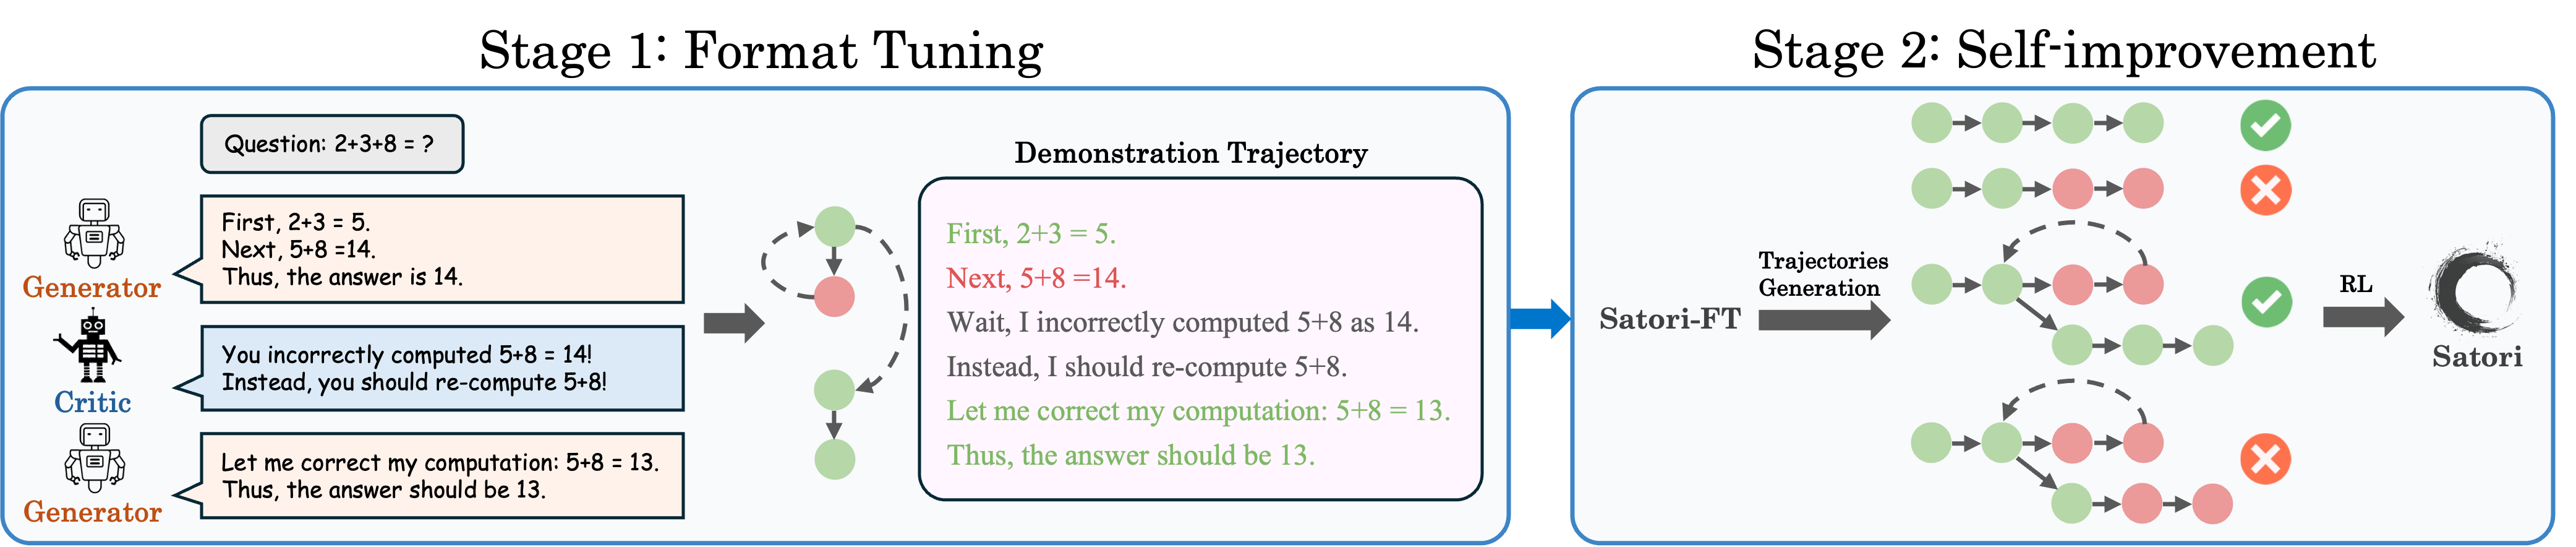 Stage 1: Format Tuning
Question: 2+3+8 = ?
Generator
First, 2+3 = 5.
Next, 5+8 =14.
Thus, the answer is 14.
Critic
You incorrectly computed 5+8 = 14!
Instead, you should re-compute 5+8!
Generator
Let me correct my computation: 5+8 = 13.
Thus, the answer should be 13.
Demonstration Trajectory
First, 2+3 = 5.
Next, 5+8 =14.
Wait, I incorrectly computed 5+8 as 14.
Instead, I should re-compute 5+8.
Let me correct my computation: 5+8 = 13.
Thus, the answer should be 13.
Stage 2: Self-improvement
Satori-FT
Trajectories
Generation
RL
Satori